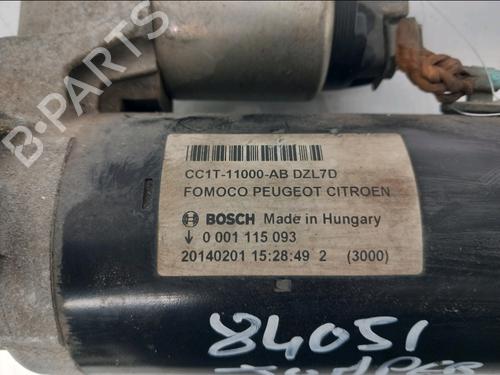 B-PARTS
CC1T-11000-AB DZL7D
FOMOCO PEUGEOT CITROEN
BOSCH Made in Hungary
0 001 115 093
20140201 15:28:49 2 (3000)
84051